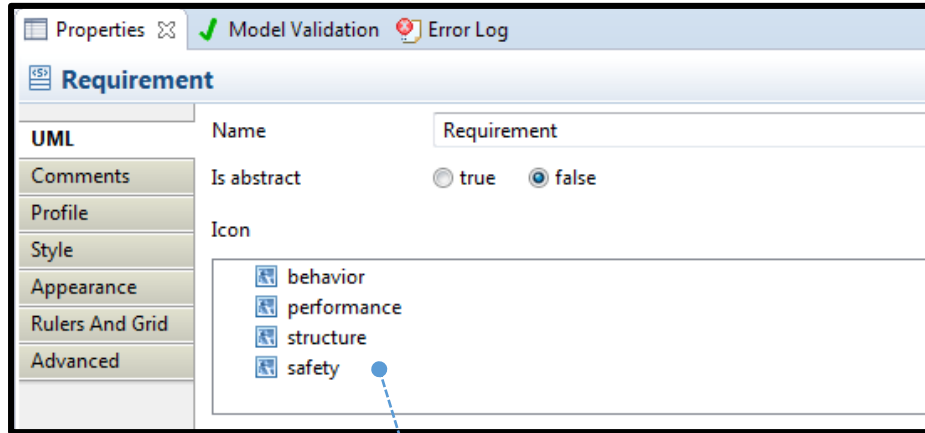 Properties Model Validation Error Log
<S> Requirement
UML
Comments
Profile
Style
Appearance
Rulers And Grid
Advanced
Name Requirement
Is abstract true false
Icon
behavior
performance
structure
safety